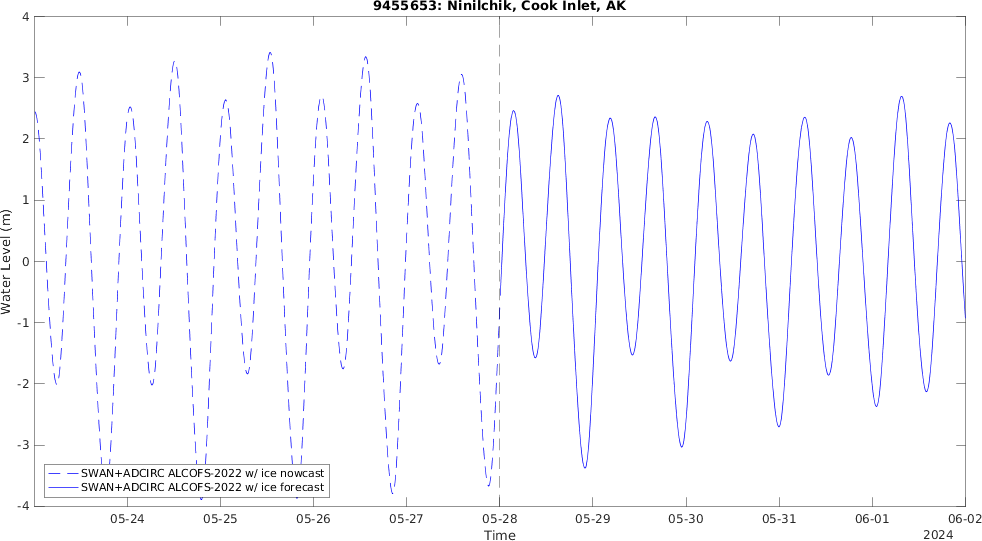 9455653: Ninilchik, Cook Inlet, AK
4
3
2
1
0
-1
-2
-3
-4
Water Level (m)
SWAN+ADCIRC ALCOFS-2022 w/ ice nowcast
SWAN+ADCIRC ALCOFS-2022 w/ ice forecast
05-24 05-25 05-26 05-27 05-28 05-29 05-30 05-31 06-01 06-02
Time
2024